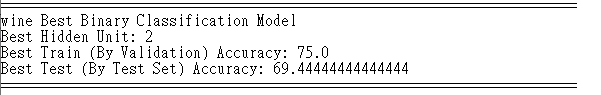 wine Best Binary Classification Model
Best Hidden Unit: 2
Best Train (By Validation) Accuracy: 75.0
Best Test (By Test Set) Accuracy: 69.44444444444444